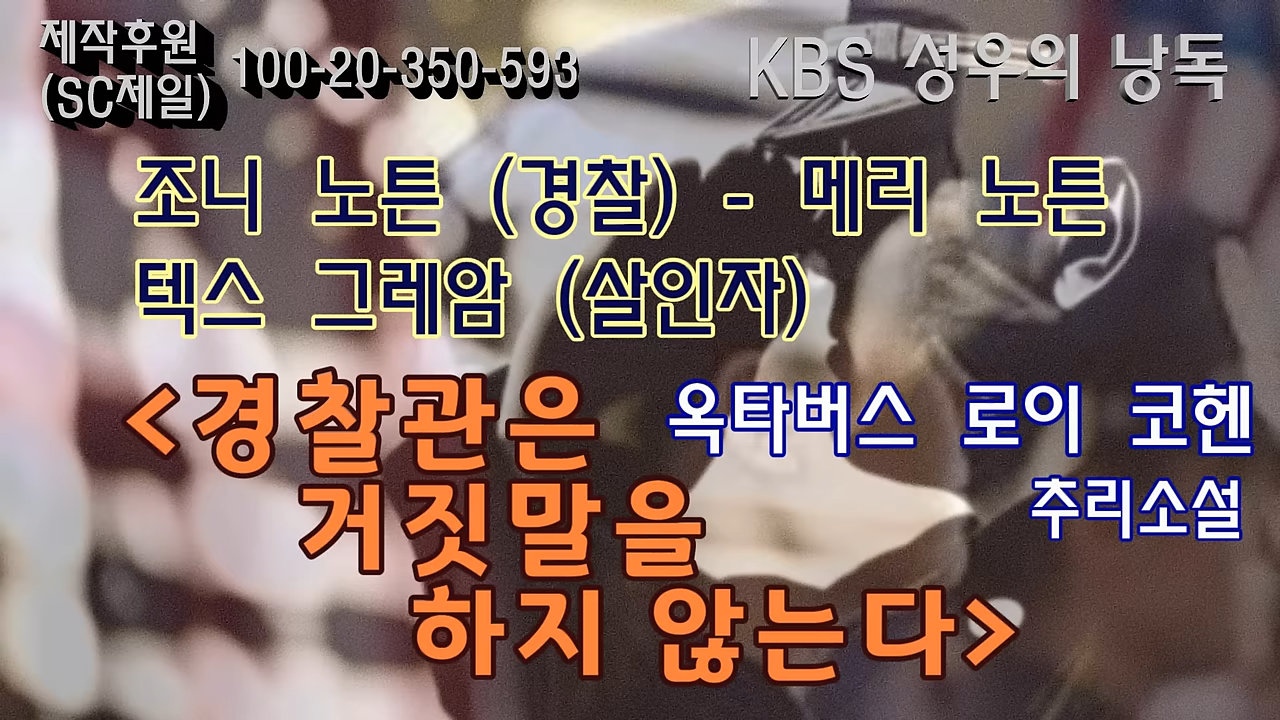 제작후원
(SC제일) 100-20-350-593
KBS 성우의 낭독
조니 노튼 (경찰) - 메리 노튼
텍스 그레암 (살인자)
<경찰관은
거짓말을
하지 않는다>
옥타버스 로이 코헨
추리소설